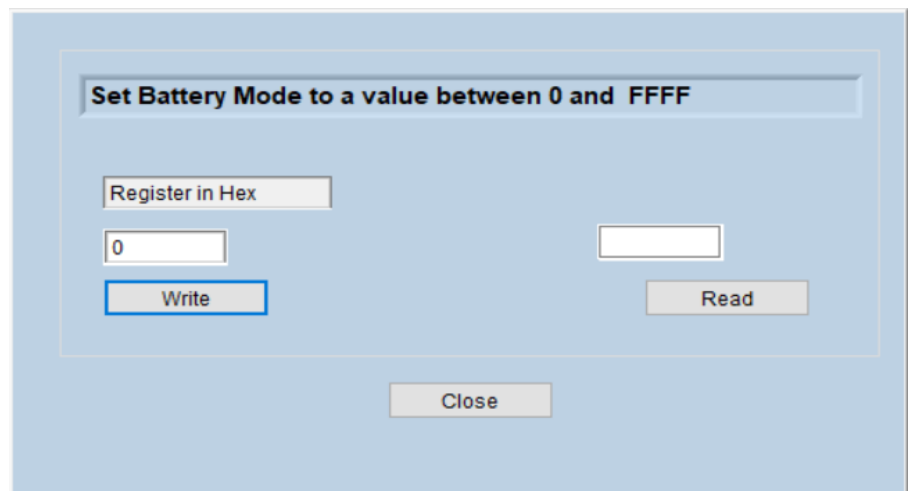 Set Battery Mode to a value between 0 and FFFF
Register in Hex
0
Write
Read
Close